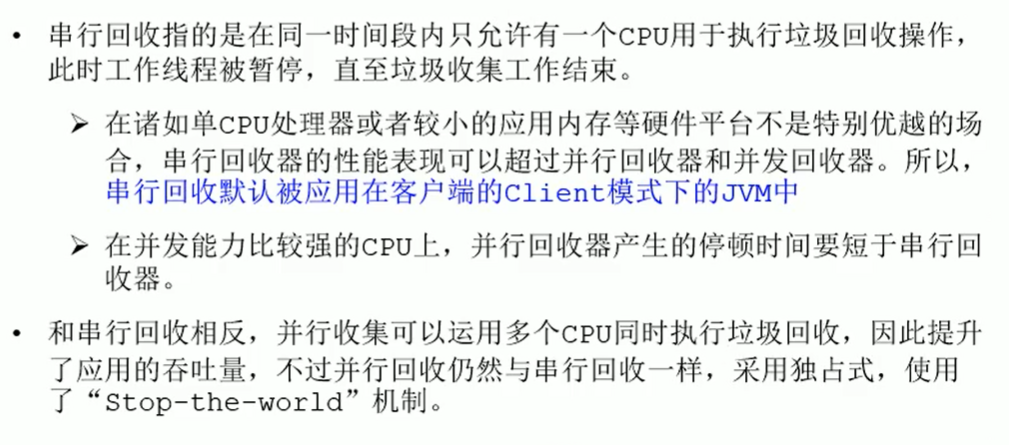 • 串行回收指的是在同一时间段内只允许有一个CPU用于执行垃圾回收操作，
此时工作线程被暂停，直至垃圾收集工作结束。
➢ 在诸如单CPU处理器或者较小的应用内存等硬件平台不是特别优越的场
合，串行回收器的性能表现可以超过并行回收器和并发回收器。所以，
串行回收默认被应用在客户端的Client模式下的JVM中
➢ 在并发能力比较强的CPU上，并行回收器产生的停顿时间要短于串行回
收器。
• 和串行回收相反，并行收集可以运用多个CPU同时执行垃圾回收，因此提升
了应用的吞吐量，不过并行回收仍然与串行回收一样，采用独占式，使用
了“Stop-the-world”机制。